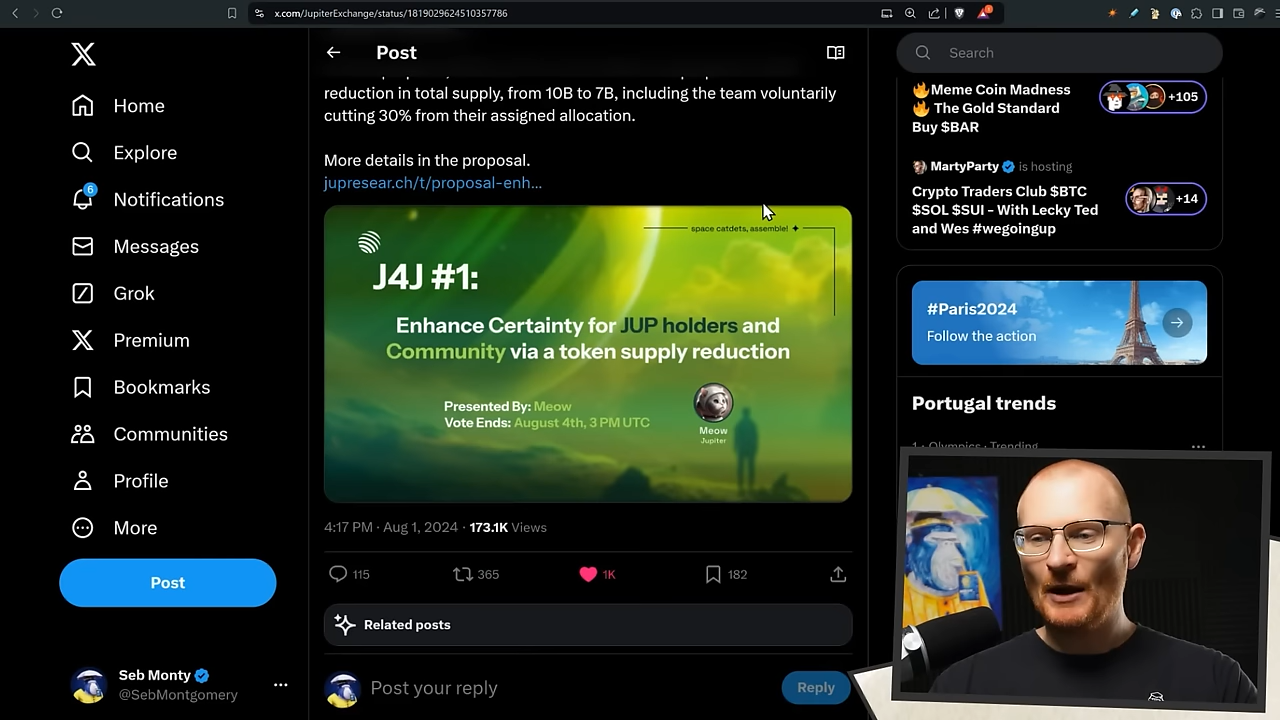 x.com/JupiterExchange/status/1819029624510357786
Post
Search
Home
Explore
6
Notifications
Messages
Grok
Premium
Bookmarks
Communities
Profile
More
Post
Seb Monty
@SebMontgomery
reduction in total supply, from 10B to 7B, including the team voluntarily
cutting 30% from their assigned allocation.
More details in the proposal.
jupresear.ch/t/proposal-enh...
space catdets, assemble!
J4J #1:
Enhance Certainty for JUP holders and
Community via a token supply reduction
Presented By: Meow
Vote Ends: August 4th, 3 PM UTC
Meow
Jupiter
4:17 PM · Aug 1, 2024 · 173.1K Views
115
365
1K
182
Related posts
Post your reply
Reply
🔥Meme Coin Madness
🔥 The Gold Standard
Buy $BAR
+105
MartyParty is hosting
Crypto Traders Club $BTC
$SOL $SUI - With Lecky Ted
and Wes #wegoingup
+14
#Paris2024
Follow the action
Portugal trends
1 · Olympics · Trending